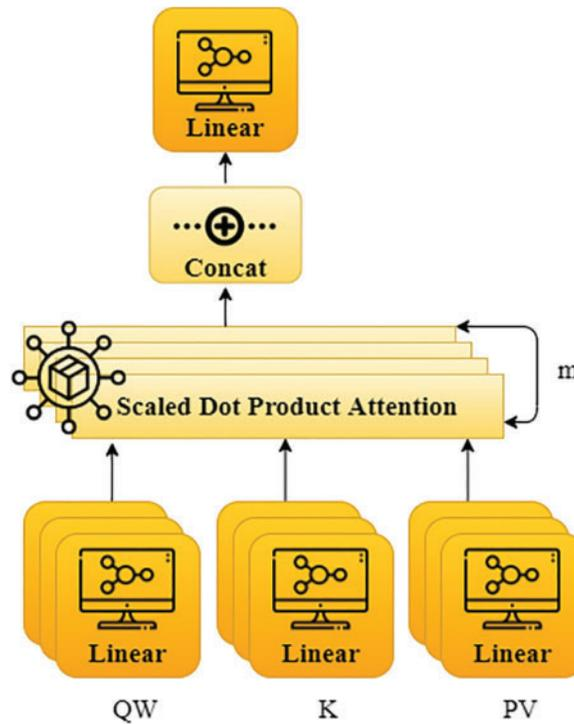 Linear
Concat
m
Scaled Dot Product Attention
Linear Linear Linear
QW K PV